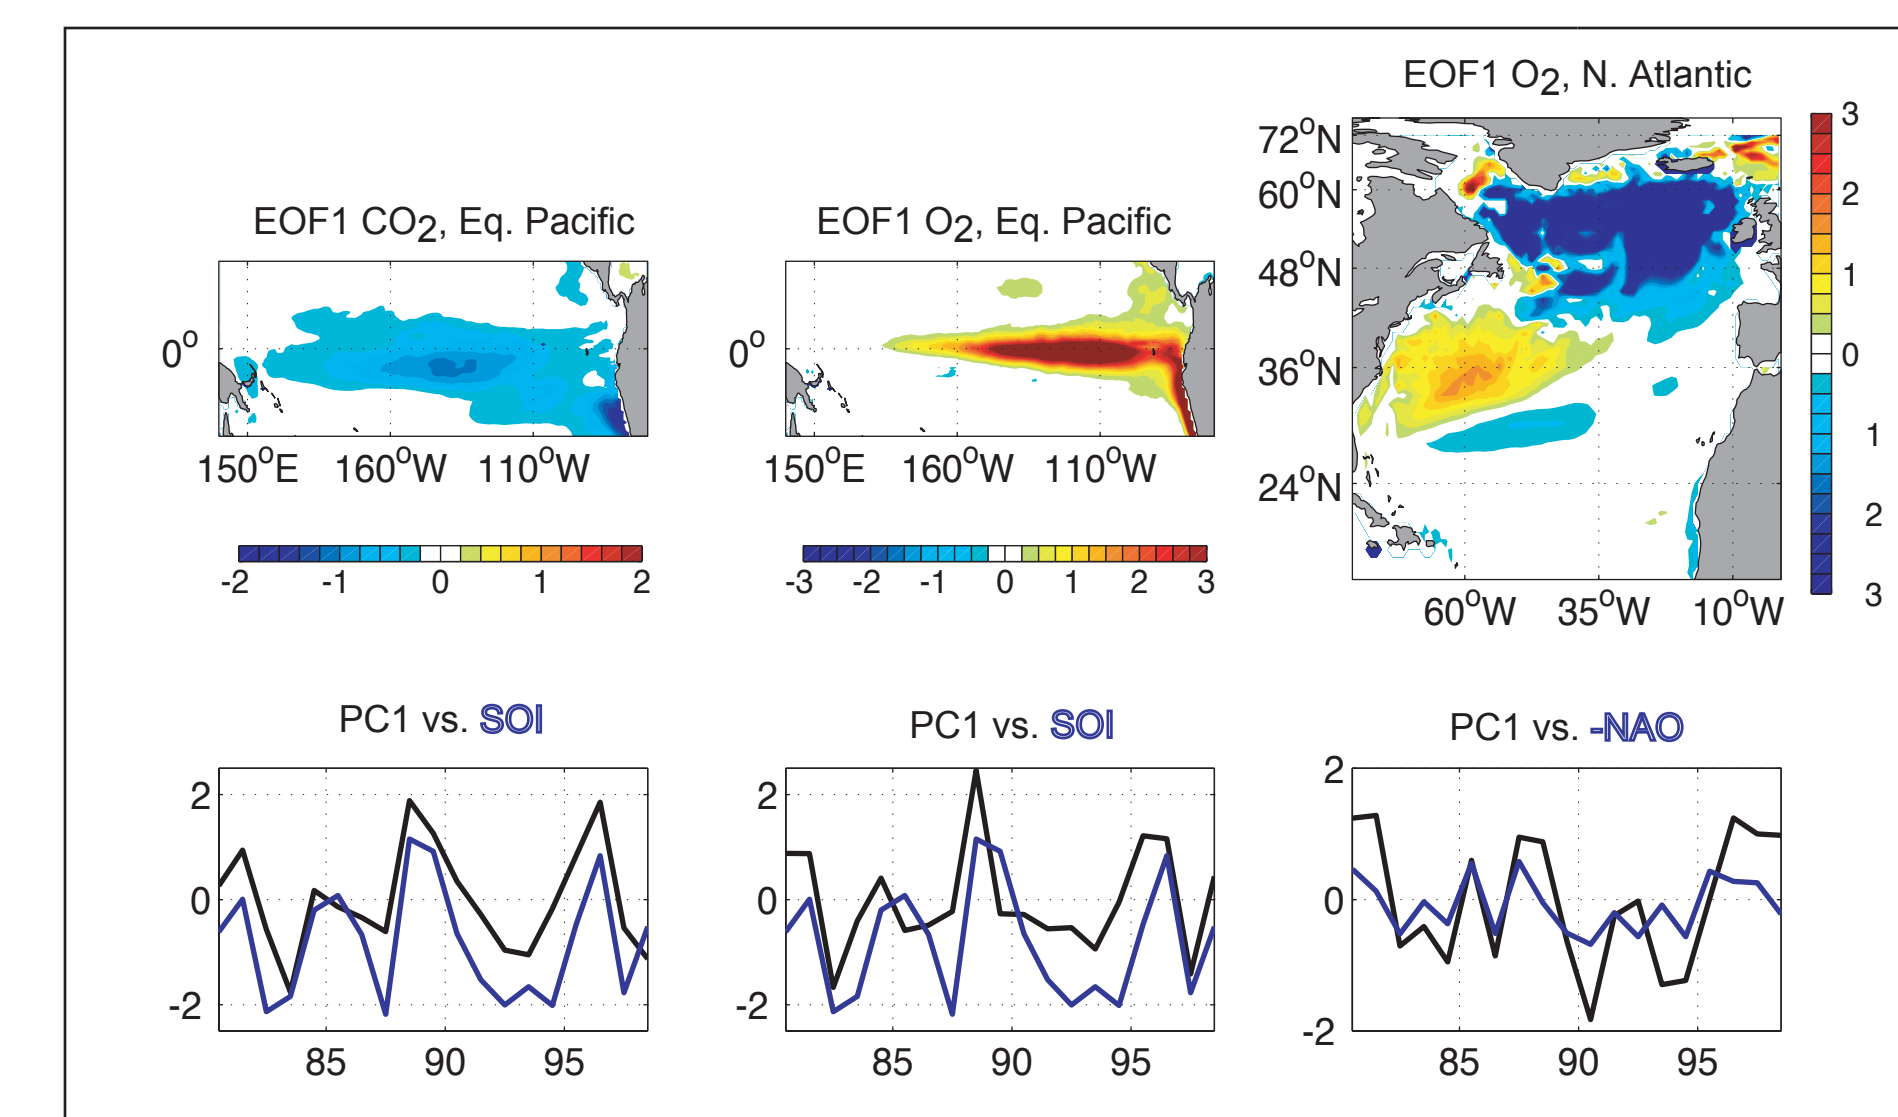 EOF1 O2, N. Atlantic
72°N
60°N
48°N
36°N
24°N
60°W 35°W 10°W
3
2
1
0
1
2
3
EOF1 CO2, Eq. Pacific
0°
150°E 160°W 110°W
-2 -1 0 1 2
EOF1 O2, Eq. Pacific
0°
150°E 160°W 110°W
-3 -2 -1 0 1 2 3
PC1 vs. SOI
2
0
-2
85 90 95
PC1 vs. SOI
2
0
-2
85 90 95
PC1 vs. -NAO
2
0
-2
85 90 95